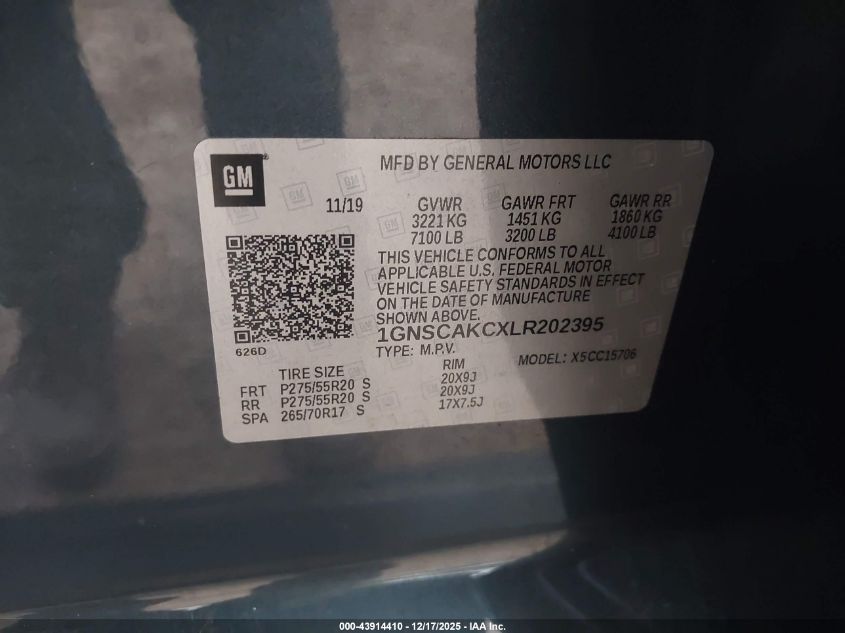 GM
MFD BY GENERAL MOTORS LLC
11/19
GVWR GAWR FRT GAWR RR
3221 KG 1451 KG 1860 KG
7100 LB 3200 LB 4100 LB
THIS VEHICLE CONFORMS TO ALL
APPLICABLE U.S. FEDERAL MOTOR
VEHICLE SAFETY STANDARDS IN EFFECT
ON THE DATE OF MANUFACTURE
SHOWN ABOVE.
1GNSCAKCXLR202395
626D
TYPE: M.P.V. MODEL: X5CC15706
TIRE SIZE RIM
FRT P275/55R20 S 20X9J
RR P275/55R20 S 20X9J
SPA 265/70R17 S 17X7.5J
000-43914410 - 12/17/2025 - IAA